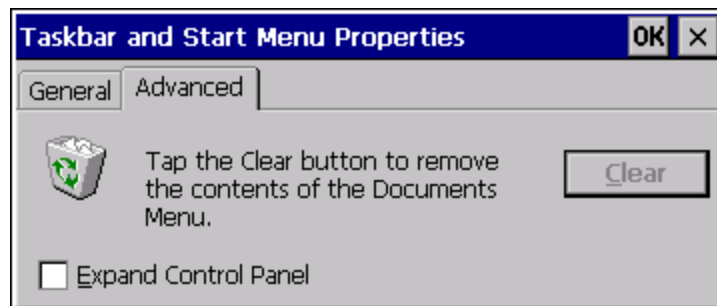 Taskbar and Start Menu Properties OK ×
General Advanced
Tap the Clear button to remove
the contents of the Documents
Menu.
Clear
Expand Control Panel